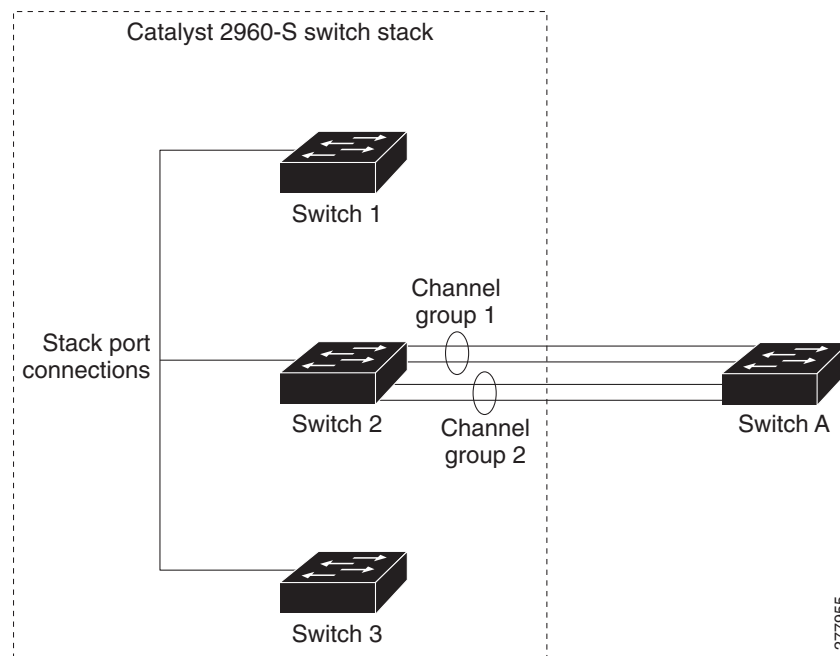 Catalyst 2960-S switch stack
Switch 1
Channel
group 1
Stack port
connections
Switch 2
Channel
group 2
Switch A
Switch 3
277955